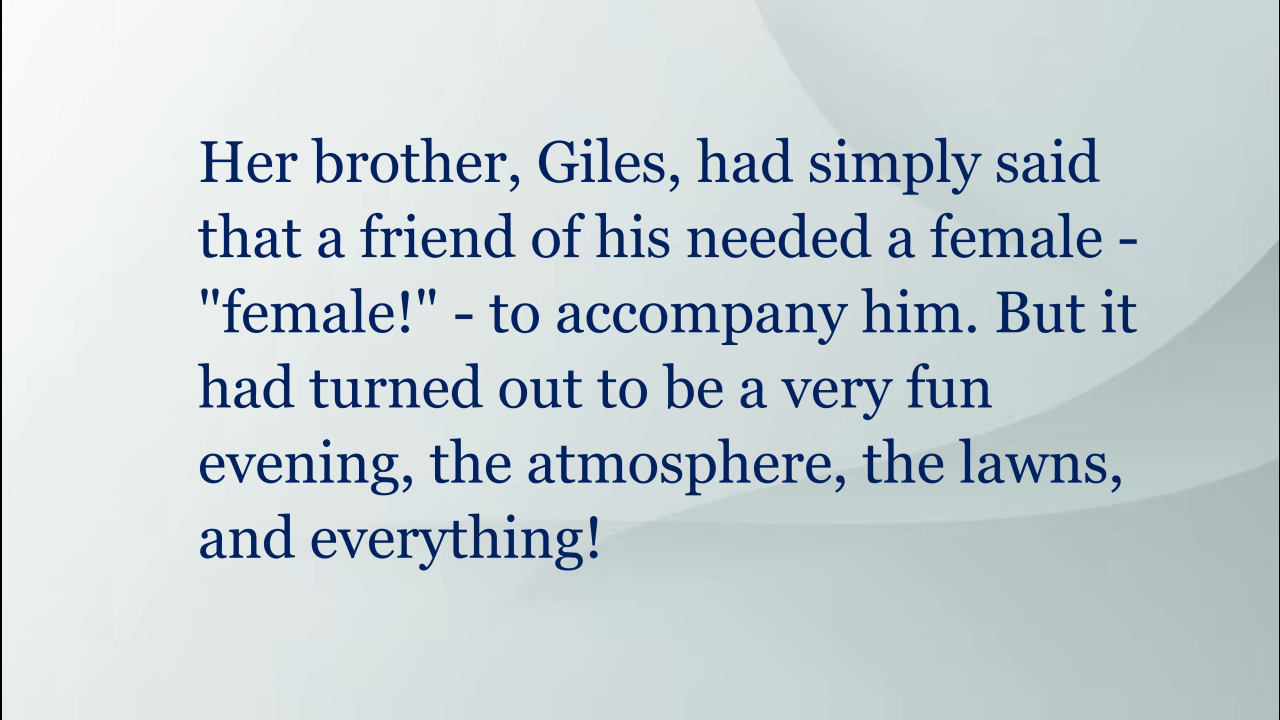 Her brother, Giles, had simply said
that a friend of his needed a female -
"female!" - to accompany him. But it
had turned out to be a very fun
evening, the atmosphere, the lawns,
and everything!